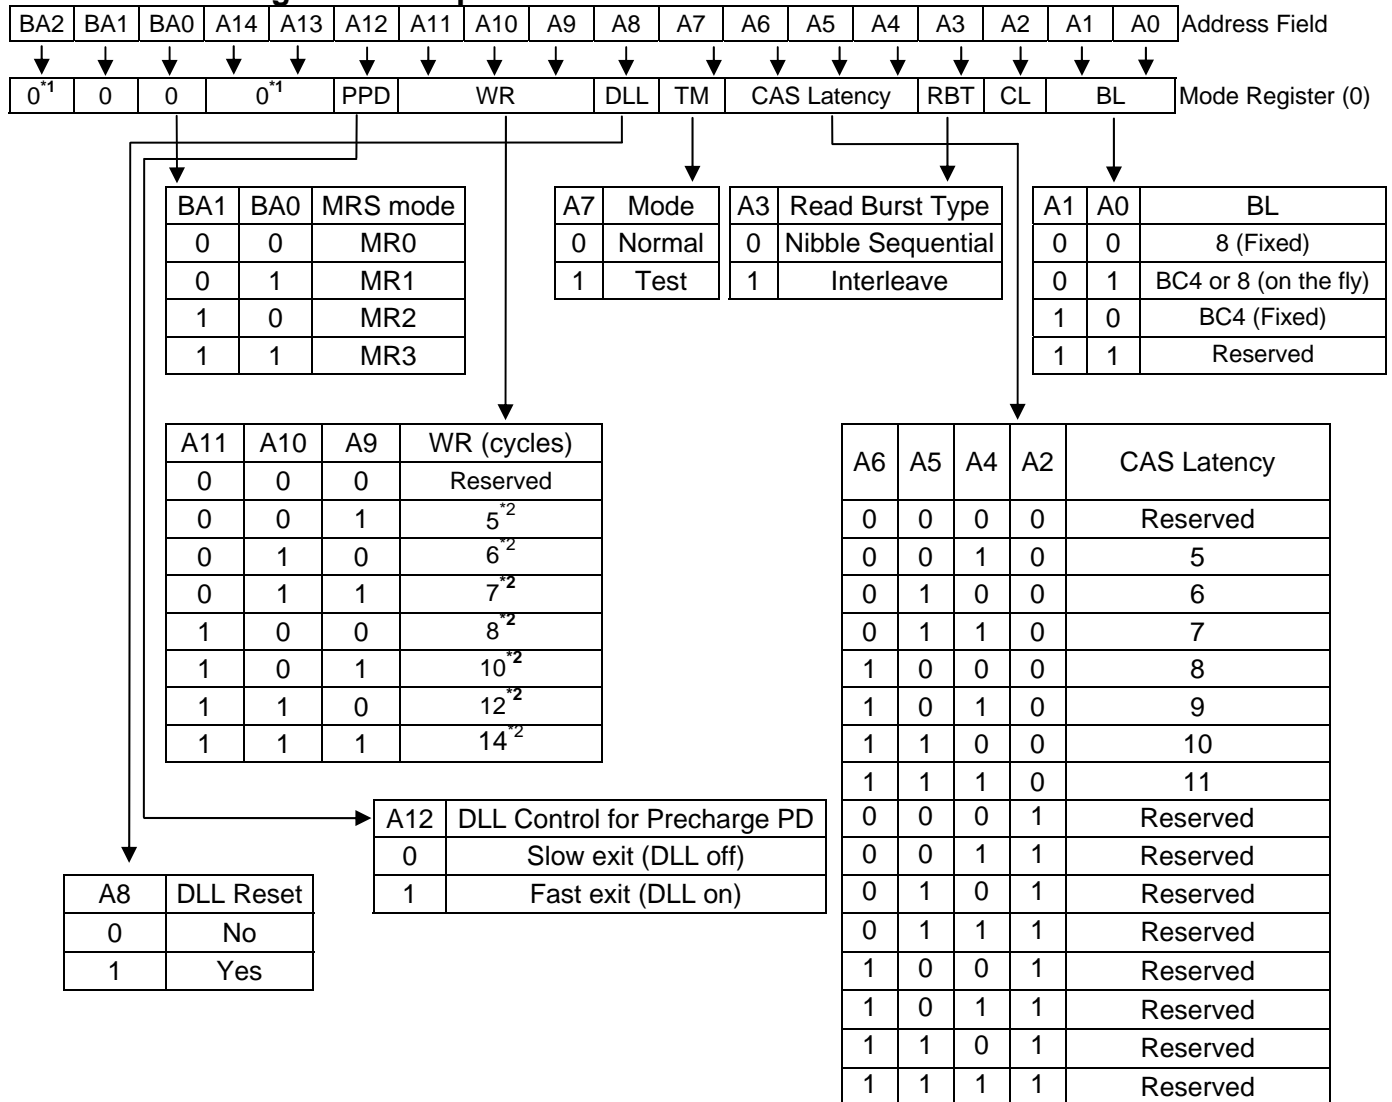 BA2 BA1 BA0 A14 A13 A12 A11 A10 A9 A8 A7 A6 A5 A4 A3 A2 A1 A0 Address Field
0*1 0 0 0*1 PPD WR DLL TM CAS Latency RBT CL BL Mode Register (0)
BA1 BA0 MRS mode
0 0 MR0
0 1 MR1
1 0 MR2
1 1 MR3
A7 Mode
0 Normal
1 Test
A3 Read Burst Type
0 Nibble Sequential
1 Interleave
A1 A0 BL
0 0 8 (Fixed)
0 1 BC4 or 8 (on the fly)
1 0 BC4 (Fixed)
1 1 Reserved
A11 A10 A9 WR (cycles)
0 0 0 Reserved
0 0 1 5*2
0 1 0 6*2
0 1 1 7*2
1 0 0 8*2
1 0 1 10*2
1 1 0 12*2
1 1 1 14*2
A6 A5 A4 A2 CAS Latency
0 0 0 0 Reserved
0 0 1 0 5
0 1 0 0 6
0 1 1 0 7
1 0 0 0 8
1 0 1 0 9
1 1 0 0 10
1 1 1 0 11
0 0 0 1 Reserved
0 0 1 1 Reserved
0 1 0 1 Reserved
0 1 1 1 Reserved
1 0 0 1 Reserved
1 0 1 1 Reserved
1 1 0 1 Reserved
1 1 1 1 Reserved
A12 DLL Control for Precharge PD
0 Slow exit (DLL off)
1 Fast exit (DLL on)
A8 DLL Reset
0 No
1 Yes